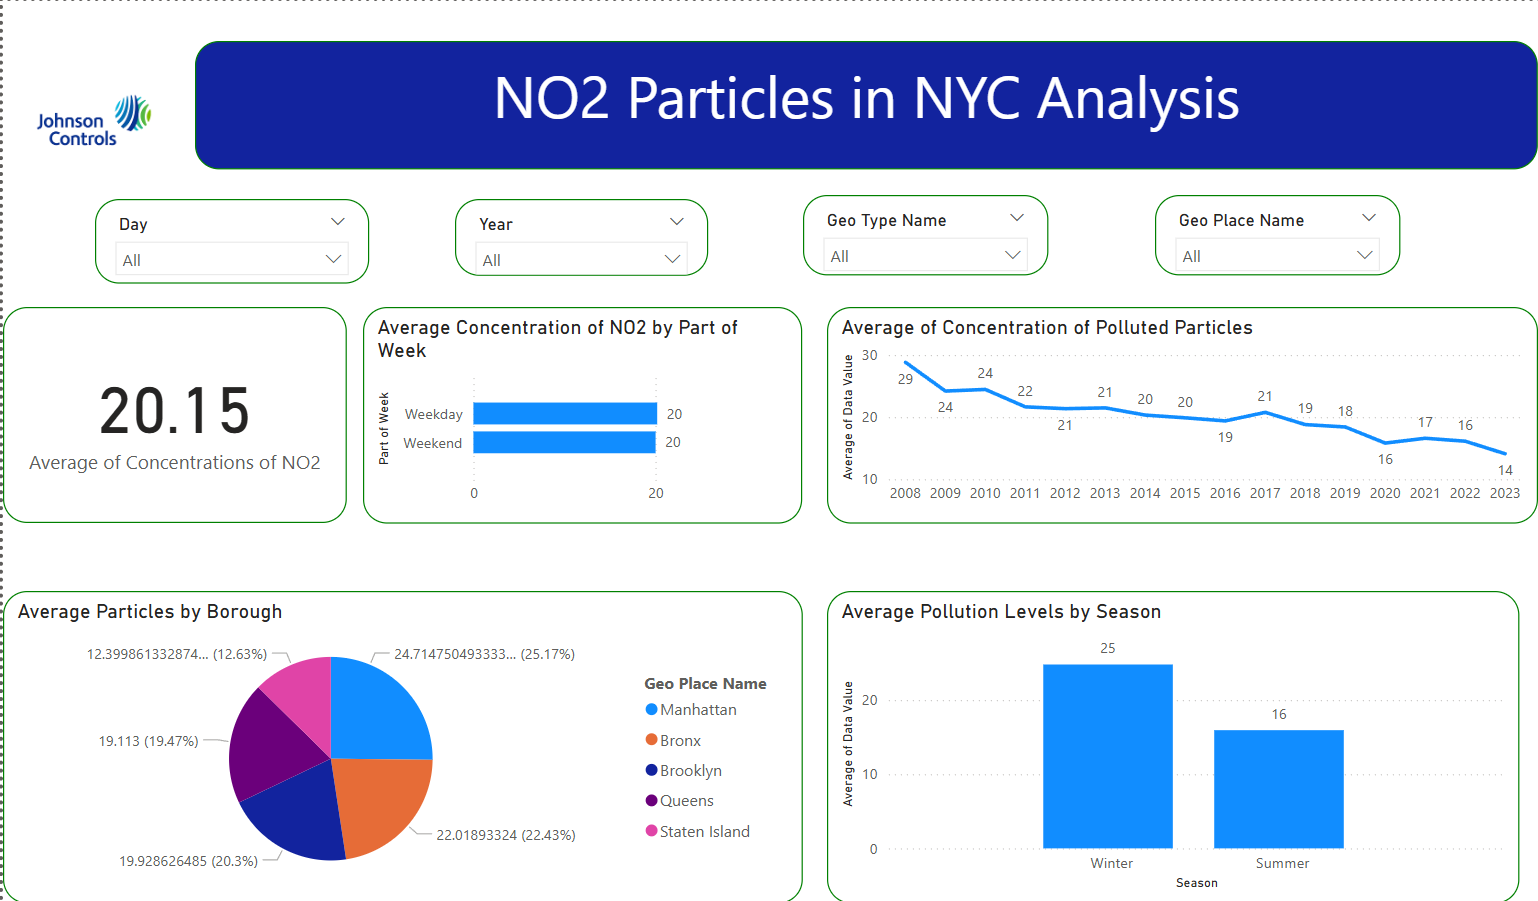 Johnson
Controls
NO2 Particles in NYC Analysis
Day
All
Year
All
Geo Type Name
All
Geo Place Name
All
20.15
Average of Concentrations of NO2
Average Concentration of NO2 by Part of
Week
Part of Week
Weekday 20
Weekend 20
0 20
Average of Concentration of Polluted Particles
Average of Data Value
30
20
10
29 24 24 22 21 21 20 20 19 21 19 18 16 17 16 14
2008 2009 2010 2011 2012 2013 2014 2015 2016 2017 2018 2019 2020 2021 2022 2023
Average Particles by Borough
12.399861332874... (12.63%)
24.714750493333... (25.17%)
19.113 (19.47%)
22.01893324 (22.43%)
19.928626485 (20.3%)
Geo Place Name
Manhattan
Bronx
Brooklyn
Queens
Staten Island
Average Pollution Levels by Season
Average of Data Value
20
10
0
25
16
Winter Summer
Season